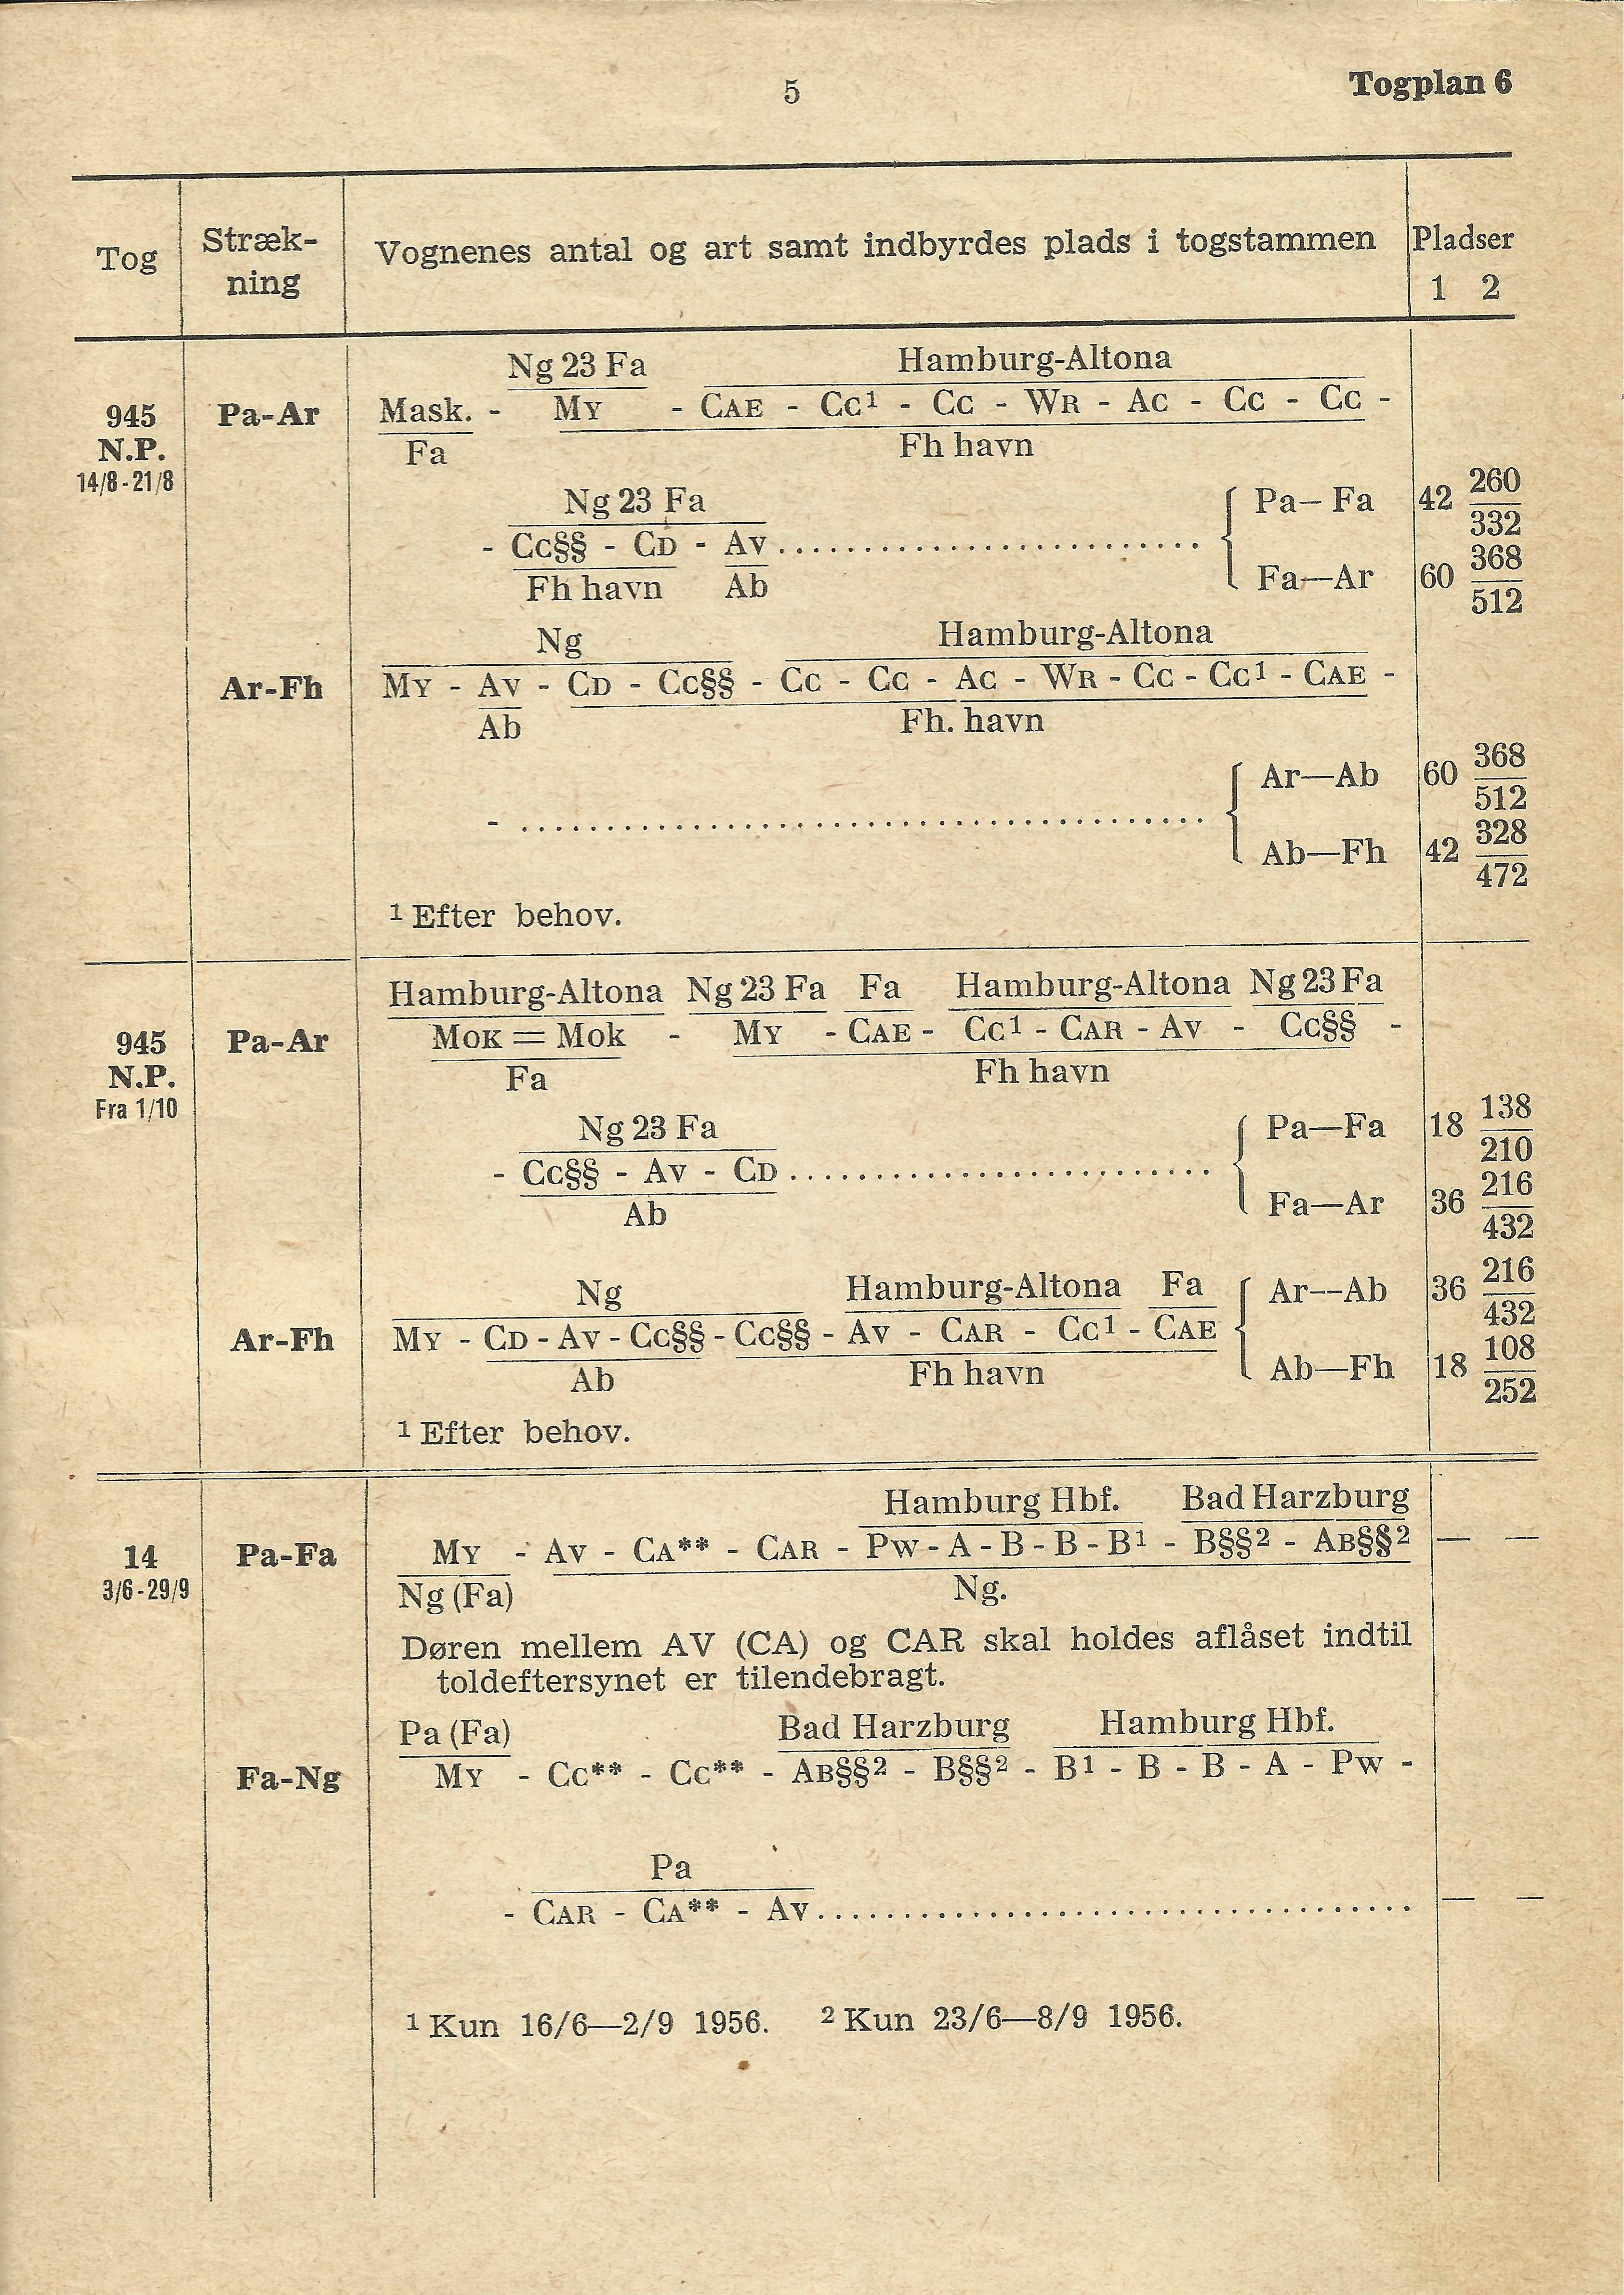 5
Togplan 6
Tog
Stræk-
ning
Vognenes antal og art samt indbyrdes plads i togstammen
Pladser
1 2
Ng 23 Fa Hamburg-Altona
945 Pa-Ar Mask. - MY - CAE - Cc¹ - Cc - WR - Ac - Cc - Cc -
N.P. Fa Fh havn
14/8-21/8
Ng 23 Fa Pa–Fa 42 260
332
- Cc§§ - CD - Av
Fh havn Ab Fa—Ar 60 368
512
Ng Hamburg-Altona
Ar-Fh MY - Av - CD - Cc§§ - Cc - Cc - Ac - WR - Cc - Cc¹ - CAE -
Ab Fh. havn
Ar—Ab 60 368
512
- 
Ab—Fh 42 328
472
¹ Efter behov.
Hamburg-Altona Ng 23 Fa Fa Hamburg-Altona Ng 23 Fa
945 Pa-Ar MOK = Mok - MY - CAE - Cc¹ - CAR - Av - Cc§§ -
N.P. Fa Fh havn
Fra 1/10
Ng 23 Fa Pa—Fa 18 138
210
- Cc§§ - Av - CD
Ab Fa—Ar 36 216
432
Ng Hamburg-Altona Fa Ar--Ab 36 216
432
Ar-Fh MY - CD - Av - Cc§§ - Cc§§ - Av - CAR - Cc¹ - CAE
Ab Fh havn Ab—Fh 18 108
252
¹ Efter behov.
Hamburg Hbf. Bad Harzburg
14 Pa-Fa MY - Av - CA** - CAR - PW - A - B - B - B¹ - B§§² - AB§§² — —
3/6-29/9 Ng (Fa) Ng.
Døren mellem AV (CA) og CAR skal holdes aflåset indtil
toldeftersynet er tilendebragt.
Pa (Fa) Bad Harzburg Hamburg Hbf.
Fa-Ng MY - Cc** - Cc** - AB§§² - B§§² - B¹ - B - B - A - PW -
Pa
- CAR - CA** - Av — —
¹ Kun 16/6—2/9 1956. ² Kun 23/6—8/9 1956.